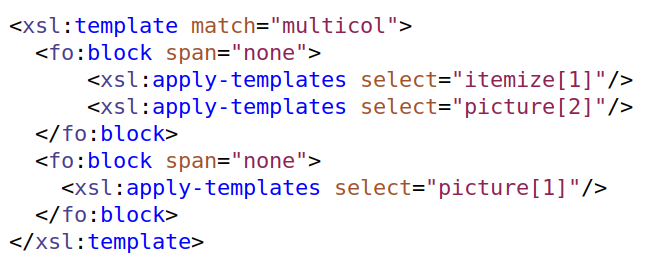 <xsl:template match="multicol">
  <fo:block span="none">
      <xsl:apply-templates select="itemize[1]"/>
      <xsl:apply-templates select="picture[2]"/>
  </fo:block>
  <fo:block span="none">
    <xsl:apply-templates select="picture[1]"/>
  </fo:block>
</xsl:template>